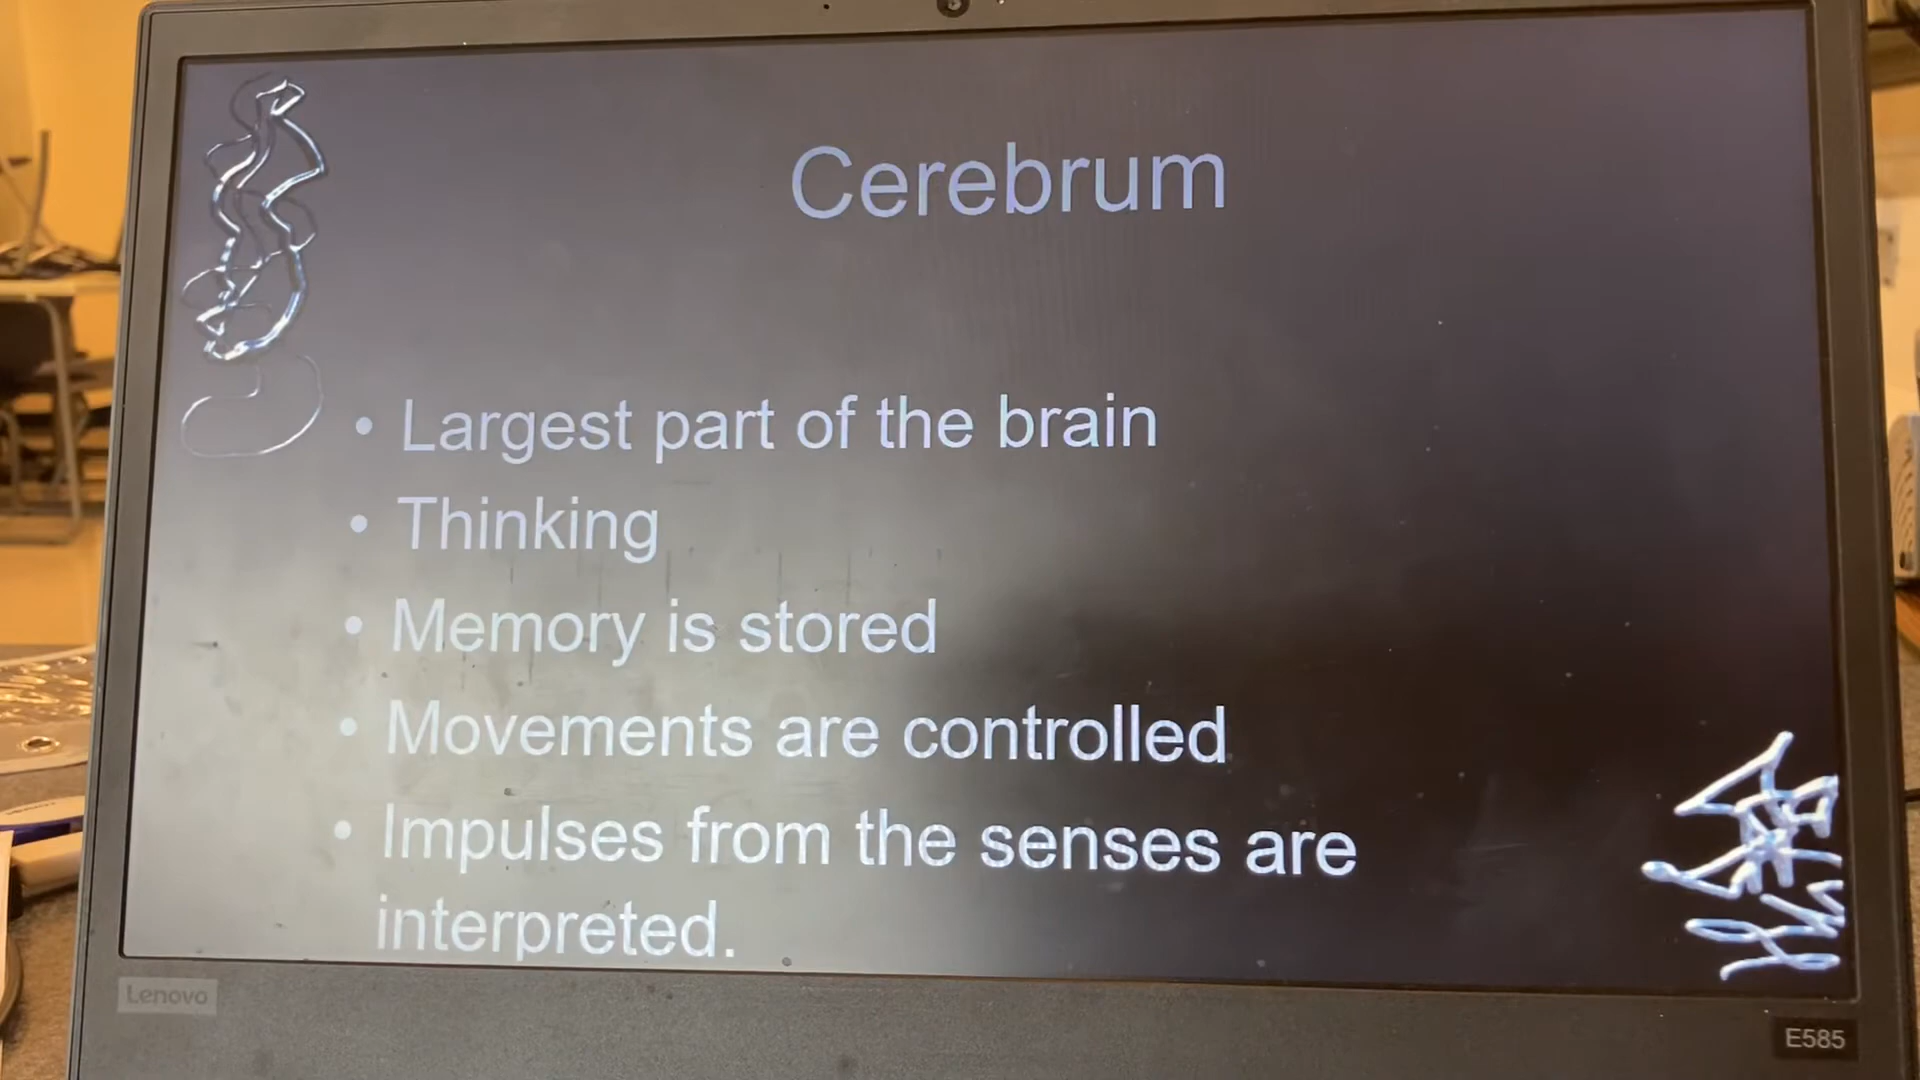 Cerebrum
• Largest part of the brain
• Thinking
• Memory is stored
• Movements are controlled
• Impulses from the senses are
interpreted.
Lenovo
E585